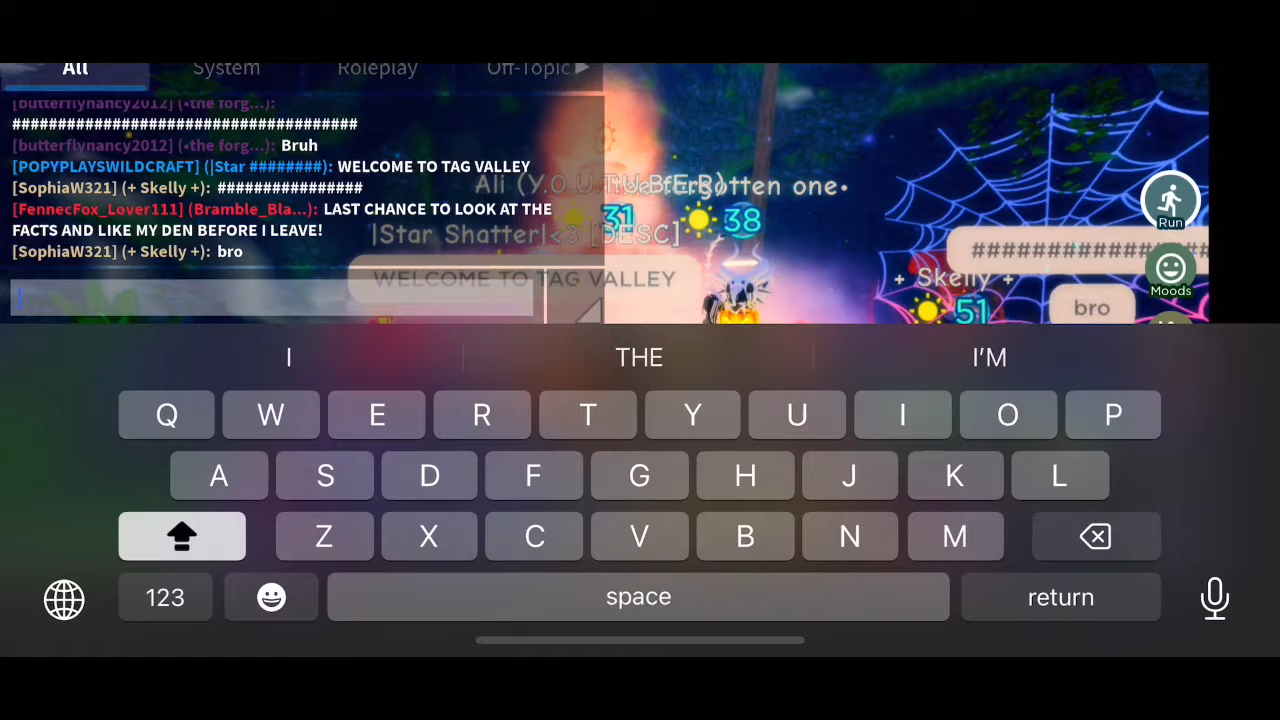 All System Roleplay Off-Topic ▶
[butterflynancy2012] (•the forg...):
######################################
[butterflynancy2012] (•the forg...): Bruh
[POPYPLAYSWILDCRAFT] (|Star ########): WELCOME TO TAG VALLEY
[SophiaW321] (+ Skelly +): ################
[FennecFox_Lover111] (Bramble_Bla...): LAST CHANCE TO LOOK AT THE
FACTS AND LIKE MY DEN BEFORE I LEAVE!
[SophiaW321] (+ Skelly +): bro
Ali (Y.O.U.T.U.B.E.R)
forgotten one•
31 38
|Star Shatter|<3 [DESC]
WELCOME TO TAG VALLEY
+ Skelly +
51
bro
Run
Moods
I THE I’M
Q W E R T Y U I O P
A S D F G H J K L
Z X C V B N M
123 space return